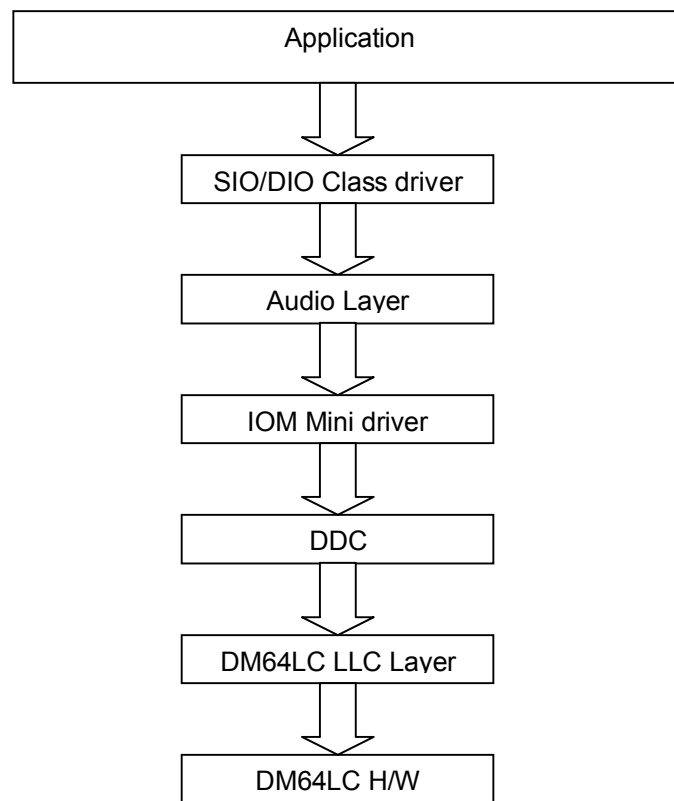 Application
SIO/DIO Class driver
Audio Layer
IOM Mini driver
DDC
DM64LC LLC Layer
DM64LC H/W